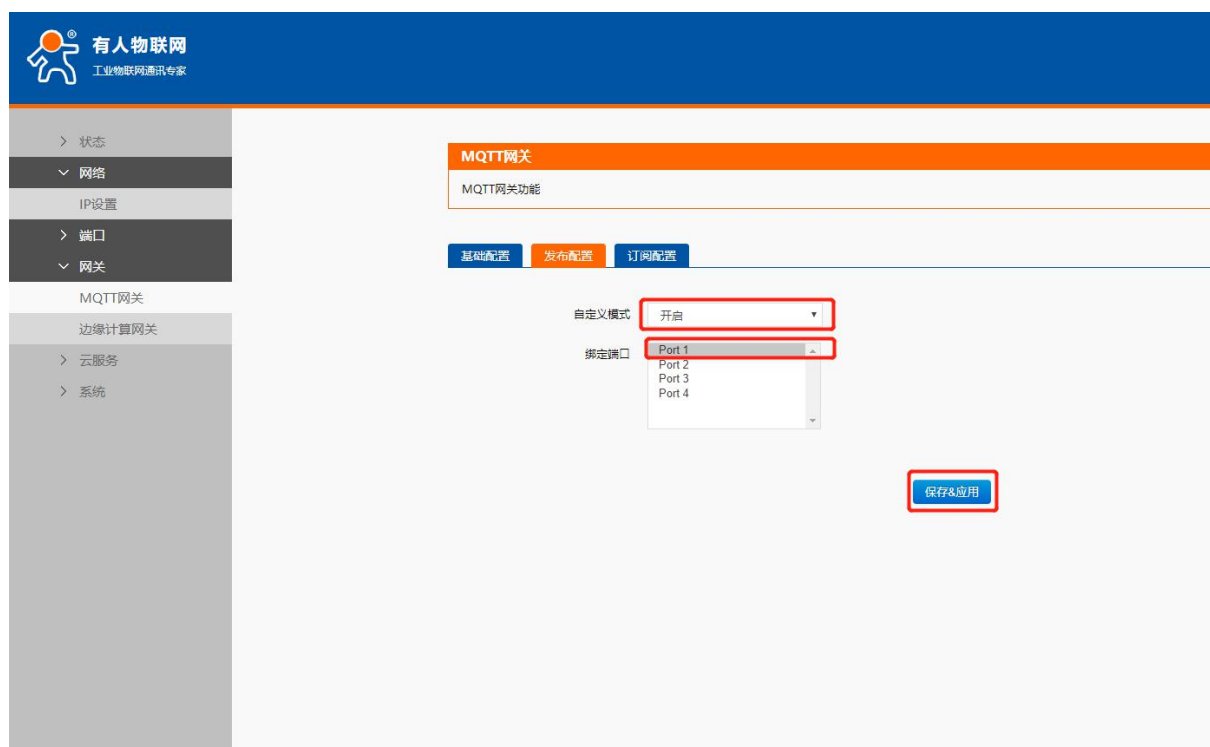 ®
有人物联网
工业物联网通讯专家
状态
网络
IP设置
端口
网关
MQTT网关
边缘计算网关
云服务
系统
MQTT网关
MQTT网关功能
基础配置 发布配置 订阅配置
自定义模式 开启
绑定端口 Port 1
Port 2
Port 3
Port 4
保存&应用